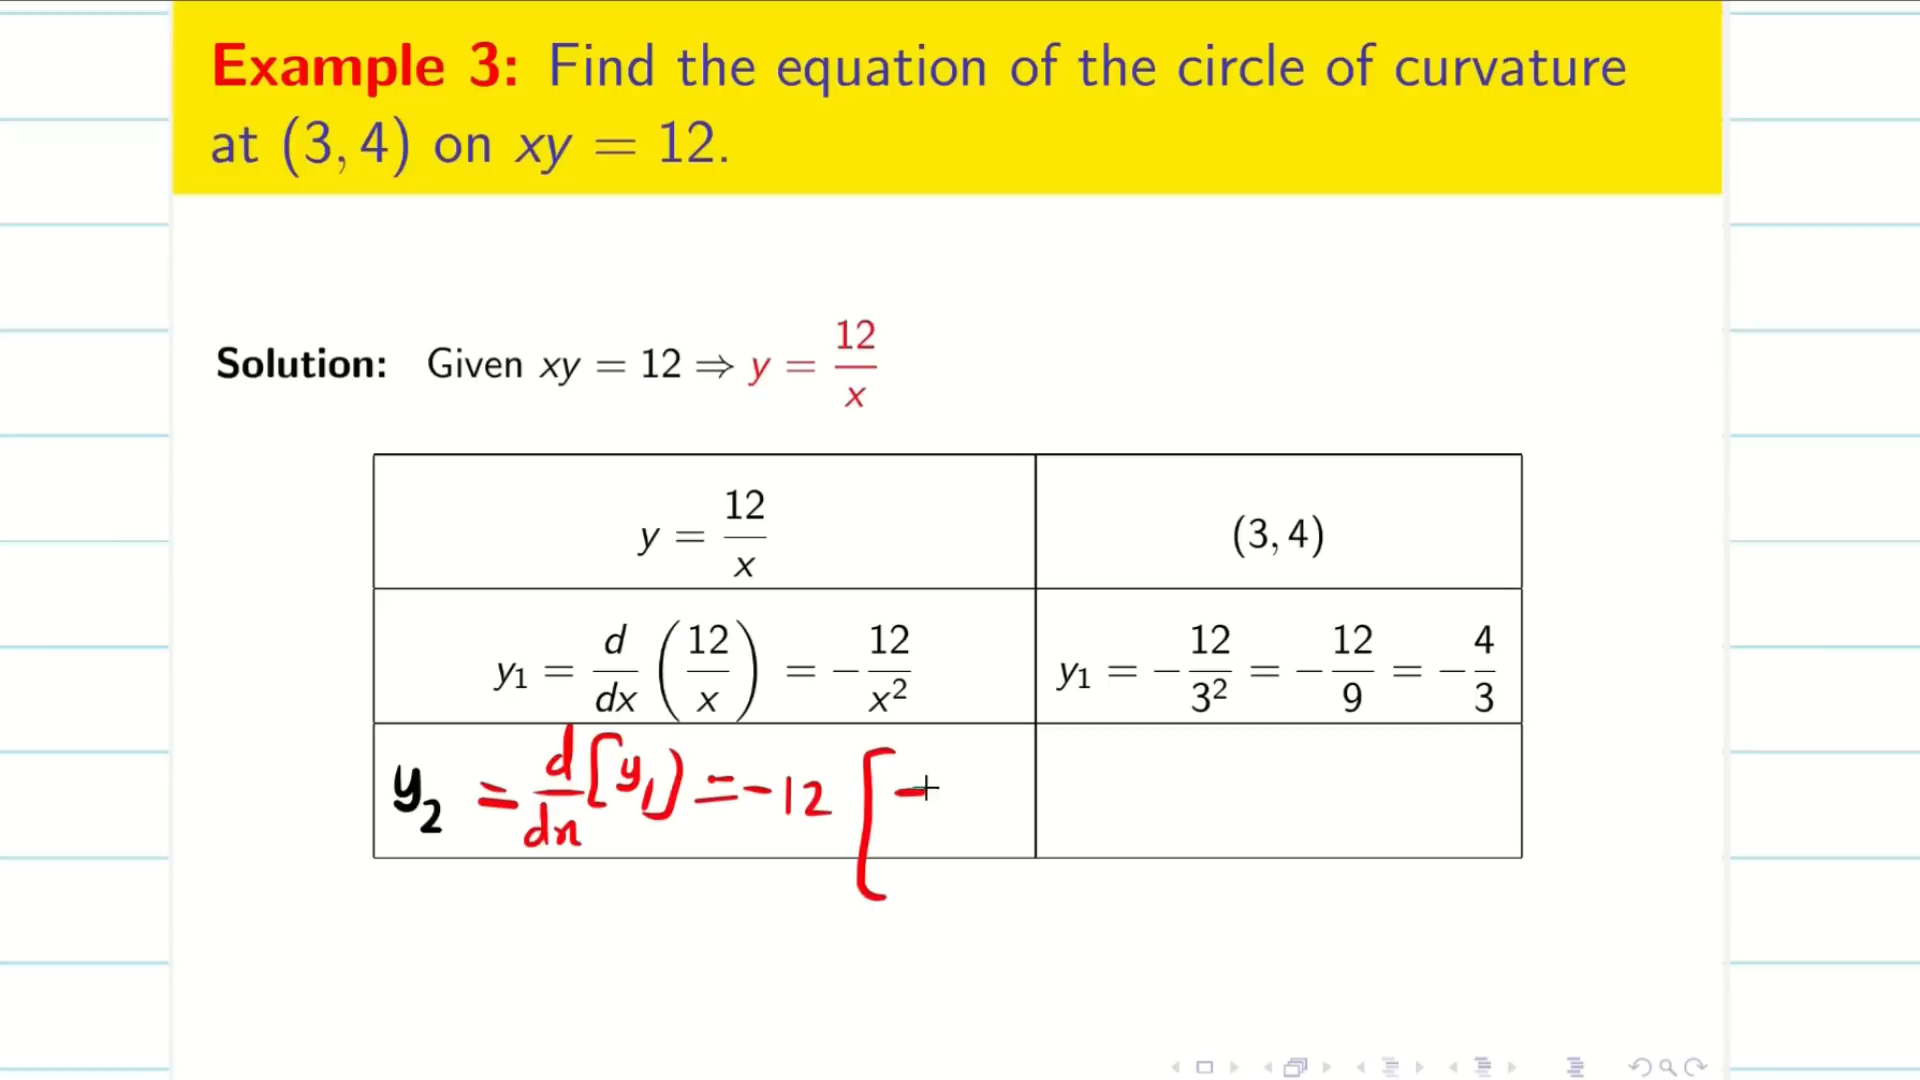 Example 3: Find the equation of the circle of curvature
at (3, 4) on xy = 12.
Solution: Given xy = 12 ⇒ y = 12/x
y = 12/x
(3, 4)
y₁ = d/dx (12/x) = −12/x²
y₁ = −12/3² = −12/9 = −4/3
y₂ = d/dx [y₁] = −12 [ −